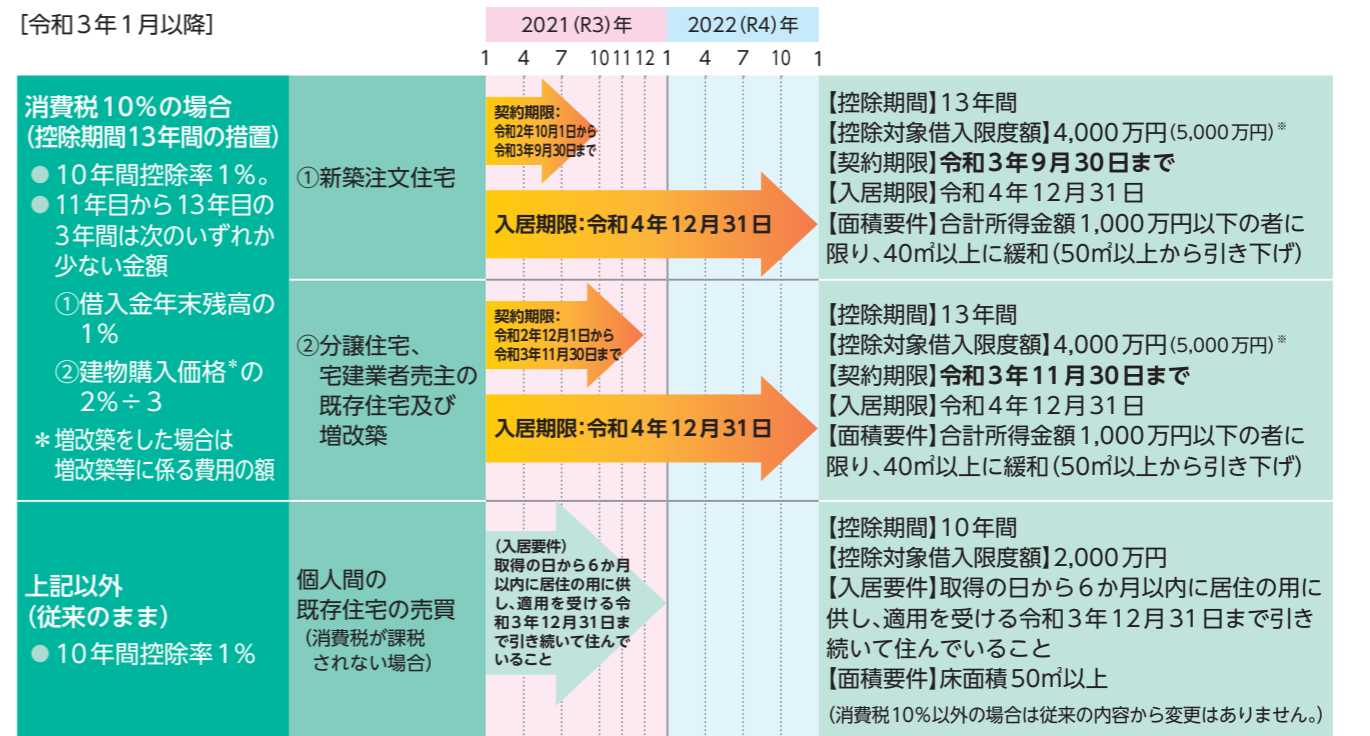 [令和3年1月以降]
2021(R3)年
2022(R4)年
1 4 7 10 11 12 1 4 7 10 1
消費税10%の場合
(控除期間13年間の措置)
●10年間控除率1%。
●11年目から13年目の
3年間は次のいずれか
少ない金額
①借入金年末残高の
1%
②建物購入価格*の
2%÷3
*増改築をした場合は
増改築等に係る費用の額
①新築注文住宅
契約期限:
令和2年10月1日から
令和3年9月30日まで
入居期限:令和4年12月31日
【控除期間】13年間
【控除対象借入限度額】4,000万円(5,000万円)※
【契約期限】令和3年9月30日まで
【入居期限】令和4年12月31日
【面積要件】合計所得金額1,000万円以下の者に
限り、40㎡以上に緩和(50㎡以上から引き下げ)
②分譲住宅、
宅建業者売主の
既存住宅及び
増改築
契約期限:
令和2年12月1日から
令和3年11月30日まで
入居期限:令和4年12月31日
【控除期間】13年間
【控除対象借入限度額】4,000万円(5,000万円)※
【契約期限】令和3年11月30日まで
【入居期限】令和4年12月31日
【面積要件】合計所得金額1,000万円以下の者に
限り、40㎡以上に緩和(50㎡以上から引き下げ)
上記以外
(従来のまま)
●10年間控除率1%
個人間の
既存住宅の売買
(消費税が課税
されない場合)
(入居要件)
取得の日から6か月
以内に居住の用に供
し、適用を受ける令
和3年12月31日ま
で引き続いて住んで
いること
【控除期間】10年間
【控除対象借入限度額】2,000万円
【入居要件】取得の日から6か月以内に居住の用に
供し、適用を受ける令和3年12月31日まで引き
続いて住んでいること
【面積要件】床面積50㎡以上
(消費税10%以外の場合は従来の内容から変更はありません。)